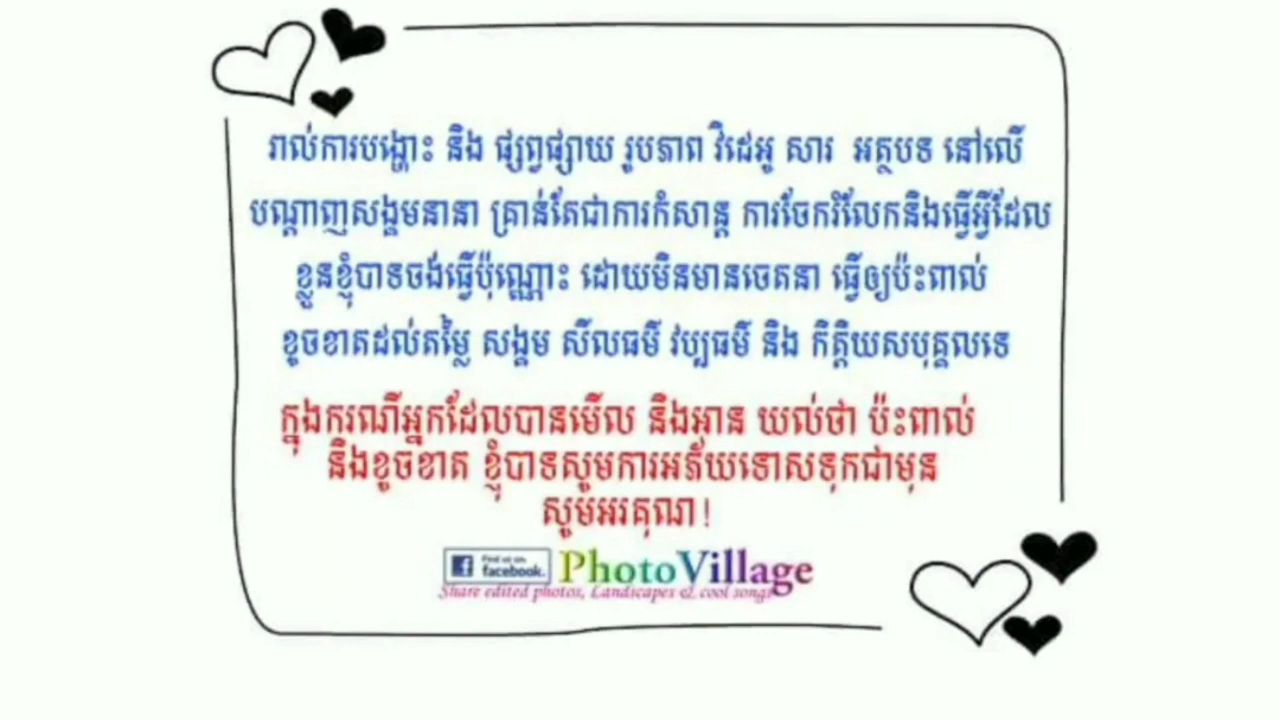 រាល់ការបង្ហោះ និង ផ្សព្វផ្សាយ រូបភាព វិដេអូ សារ អត្ថបទ នៅលើ
បណ្តាញសង្គមនានា គ្រាន់តែជាការកំសាន្ត ការចែករំលែកនិងធ្វើអ្វីដែល
ខ្លួនខ្ញុំបាទចង់ធ្វើប៉ុណ្ណោះ ដោយមិនមានចេតនា ធ្វើឲ្យប៉ះពាល់
ខូចខាតដល់តម្លៃ សង្គម សីលធម៌ វប្បធម៌ និង កិត្តិយសបុគ្គលទេ
ក្នុងករណីអ្នកដែលបានមើល និងអាន យល់ថា ប៉ះពាល់
និងខូចខាត ខ្ញុំបាទសូមការអភ័យទោសទុកជាមុន
សូមអរគុណ!
Find us on facebook. PhotoVillage
Share edited photos, Landscapes & cool songs